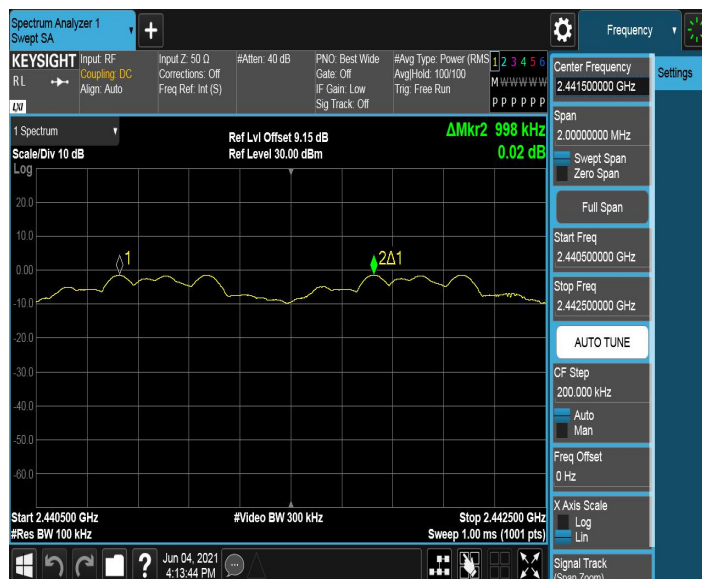 Spectrum Analyzer 1
Swept SA
+
Frequency
KEYSIGHT
R L
LXI
Input: RF
Coupling: DC
Align: Auto
Input Z: 50 Ω
Corrections: Off
Freq Ref: Int (S)
#Atten: 40 dB
PNO: Best Wide
Gate: Off
IF Gain: Low
Sig Track: Off
#Avg Type: Power (RMS
Avg|Hold: 100/100
Trig: Free Run
1 2 3 4 5 6
M W W W W W
P P P P P P
1 Spectrum
Scale/Div 10 dB
Log
Ref Lvl Offset 9.15 dB
Ref Level 30.00 dBm
ΔMkr2 998 kHz
0.02 dB
20.0
10.0
0.00
-10.0
-20.0
-30.0
-40.0
-50.0
-60.0
1
2Δ1
Start 2.440500 GHz
#Res BW 100 kHz
#Video BW 300 kHz
Stop 2.442500 GHz
Sweep 1.00 ms (1001 pts)
?
Jun 04, 2021
4:13:44 PM
Center Frequency
2.441500000 GHz
Span
2.00000000 MHz
Swept Span
Zero Span
Full Span
Start Freq
2.440500000 GHz
Stop Freq
2.442500000 GHz
AUTO TUNE
CF Step
200.000 kHz
Auto
Man
Freq Offset
0 Hz
X Axis Scale
Log
Lin
Signal Track
(Span Zoom)
Settings